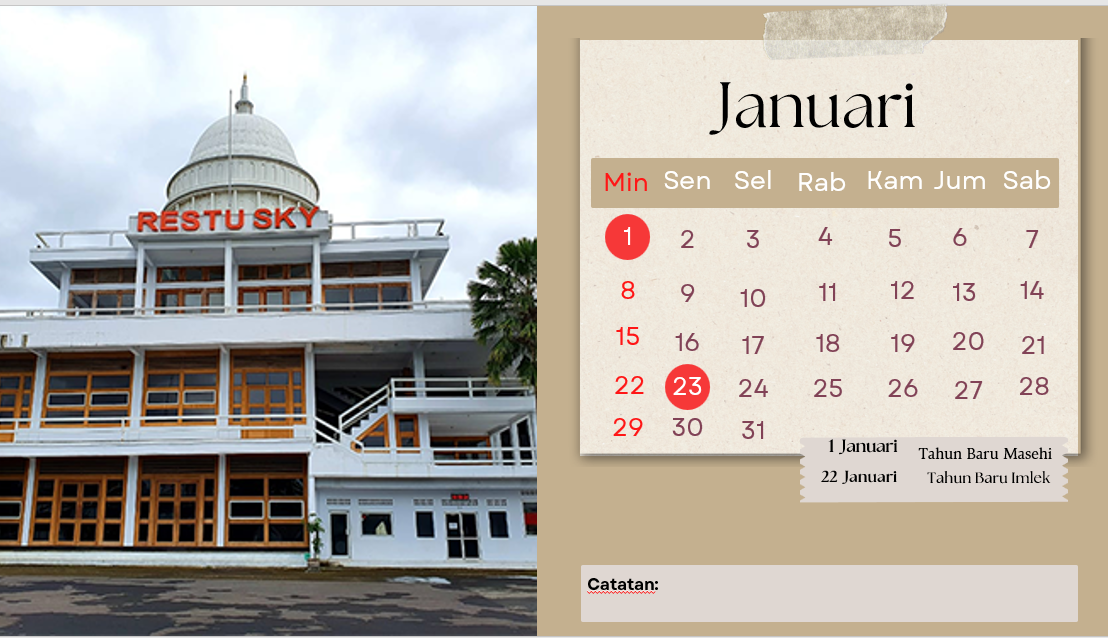 RESTU SKY
Januari
Min Sen Sel Rab Kam Jum Sab
1 2 3 4 5 6 7
8 9 10 11 12 13 14
15 16 17 18 19 20 21
22 23 24 25 26 27 28
29 30 31
1 Januari Tahun Baru Masehi
22 Januari Tahun Baru Imlek
Catatan: